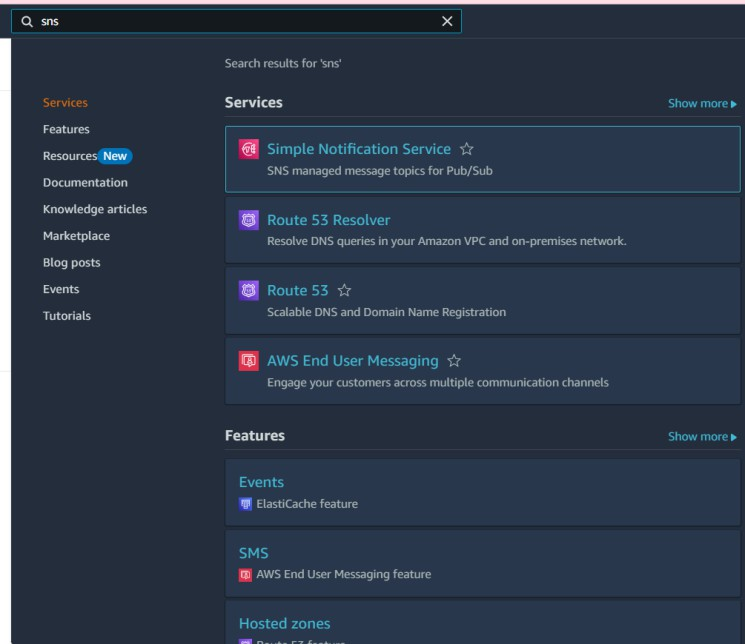 sns
Search results for 'sns'
Services
Features
Resources New
Documentation
Knowledge articles
Marketplace
Blog posts
Events
Tutorials
Services
Show more
Simple Notification Service
SNS managed message topics for Pub/Sub
Route 53 Resolver
Resolve DNS queries in your Amazon VPC and on-premises network.
Route 53
Scalable DNS and Domain Name Registration
AWS End User Messaging
Engage your customers across multiple communication channels
Features
Show more
Events
ElastiCache feature
SMS
AWS End User Messaging feature
Hosted zones
Route 53 feature